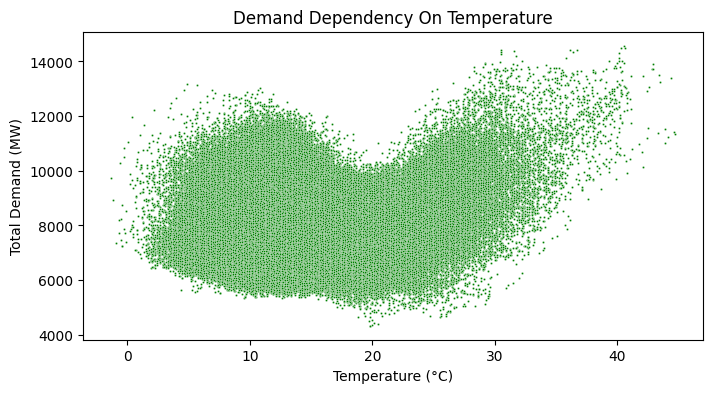 Demand Dependency On Temperature
14000
12000
10000
8000
6000
4000
Total Demand (MW)
0 10 20 30 40
Temperature (°C)